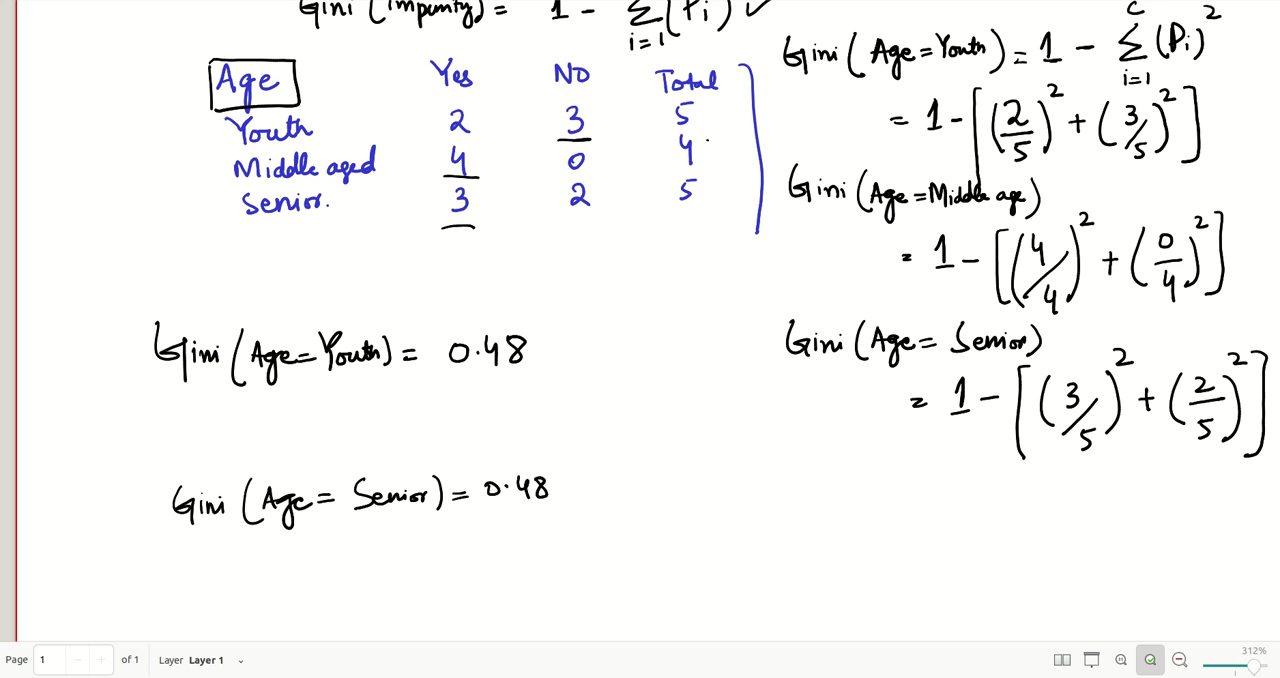 Gini (impurity) = 1 - Σ i=1 (Pi) ✓
Age Yes No Total
Youth 2 3 5
Middle aged 4 0 4
Senior. 3 2 5
Gini (Age=Youth) = 0.48
Gini (Age= Senior) = 0.48
Gini (Age=Youth) = 1 - Σ i=1 c (Pi)²
= 1 - [(2/5)² + (3/5)²]
Gini (Age=Middle age)
= 1 - [(4/4)² + (0/4)²]
Gini (Age= Senior)
= 1 - [(3/5)² + (2/5)²]
Page 1 of 1 Layer Layer 1 312%